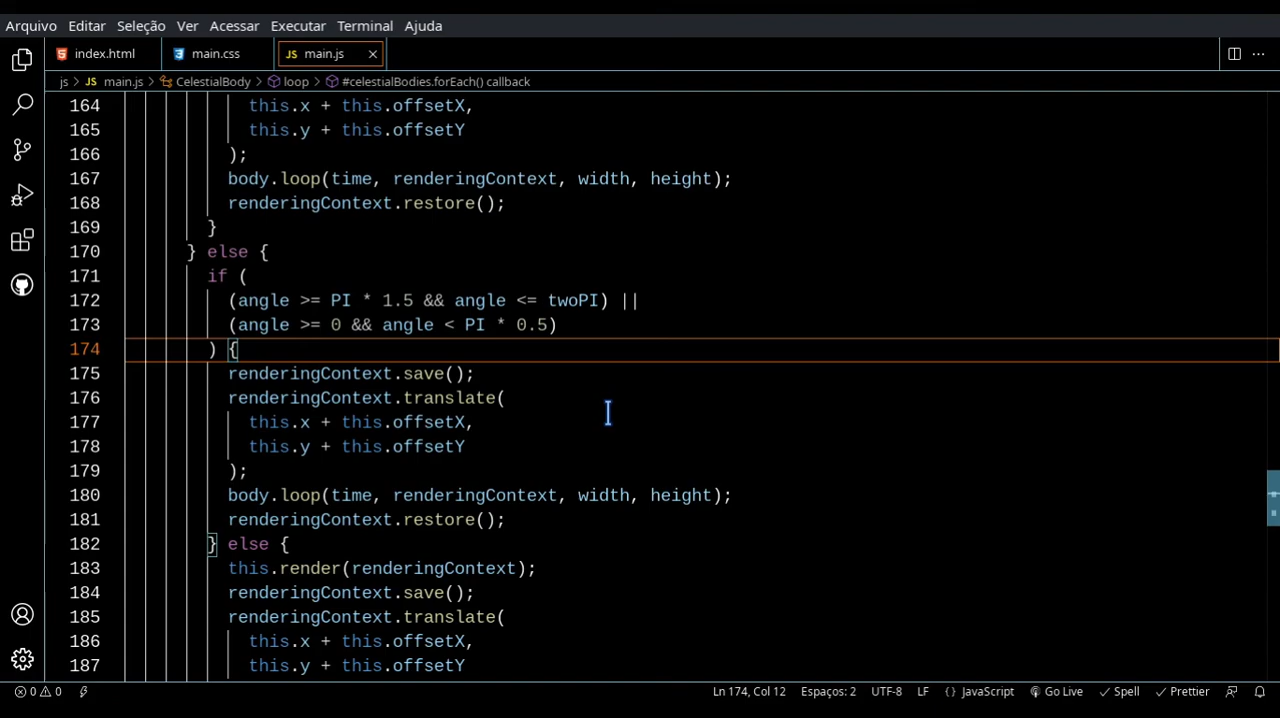 Arquivo Editar Seleção Ver Acessar Executar Terminal Ajuda
index.html main.css JS main.js
js > JS main.js > CelestialBody > loop > #celestialBodies.forEach() callback
164 this.x + this.offsetX,
165 this.y + this.offsetY
166 );
167 body.loop(time, renderingContext, width, height);
168 renderingContext.restore();
169 }
170 } else {
171 if (
172 (angle >= PI * 1.5 && angle <= twoPI) ||
173 (angle >= 0 && angle < PI * 0.5)
174 ) {
175 renderingContext.save();
176 renderingContext.translate(
177 this.x + this.offsetX,
178 this.y + this.offsetY
179 );
180 body.loop(time, renderingContext, width, height);
181 renderingContext.restore();
182 } else {
183 this.render(renderingContext);
184 renderingContext.save();
185 renderingContext.translate(
186 this.x + this.offsetX,
187 this.y + this.offsetY
0 0 Ln 174, Col 12 Espaços: 2 UTF-8 LF {} JavaScript Go Live Spell Prettier